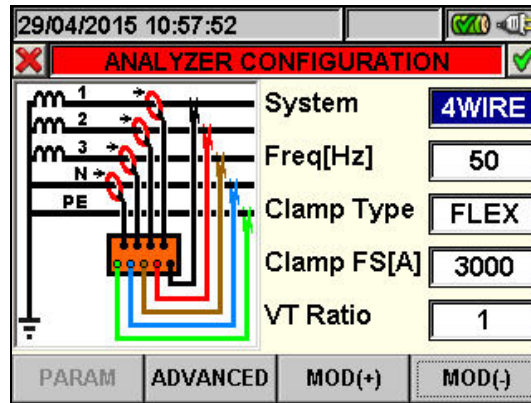 29/04/2015 10:57:52
ANALYZER CONFIGURATION
1
2
3
N
PE
System 4WIRE
Freq[Hz] 50
Clamp Type FLEX
Clamp FS[A] 3000
VT Ratio 1
PARAM ADVANCED MOD(+) MOD(-)